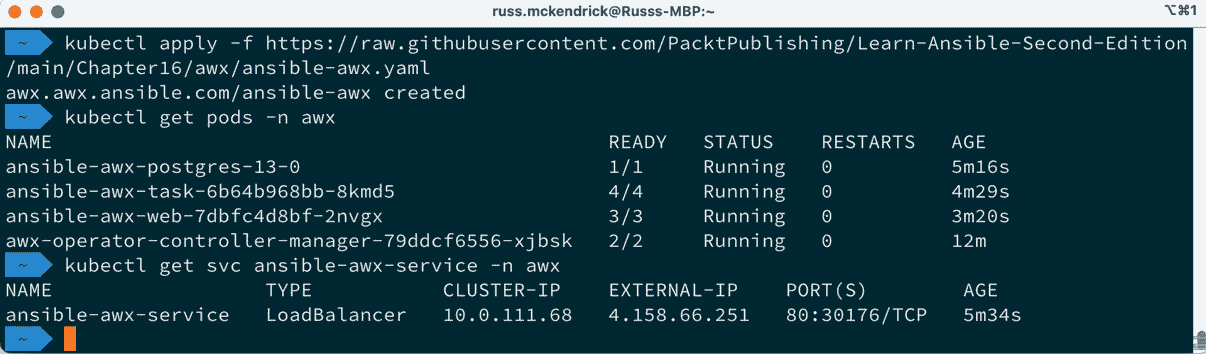 russ.mckendrick@Russs-MBP:~
⌥⌘1
~ kubectl apply -f https://raw.githubusercontent.com/PacktPublishing/Learn-Ansible-Second-Edition
/main/Chapter16/awx/ansible-awx.yaml
awx.awx.ansible.com/ansible-awx created
~ kubectl get pods -n awx
NAME READY STATUS RESTARTS AGE
ansible-awx-postgres-13-0 1/1 Running 0 5m16s
ansible-awx-task-6b64b968bb-8kmd5 4/4 Running 0 4m29s
ansible-awx-web-7dbfc4d8bf-2nvgx 3/3 Running 0 3m20s
awx-operator-controller-manager-79ddcf6556-xjbsk 2/2 Running 0 12m
~ kubectl get svc ansible-awx-service -n awx
NAME TYPE CLUSTER-IP EXTERNAL-IP PORT(S) AGE
ansible-awx-service LoadBalancer 10.0.111.68 4.158.66.251 80:30176/TCP 5m34s
~